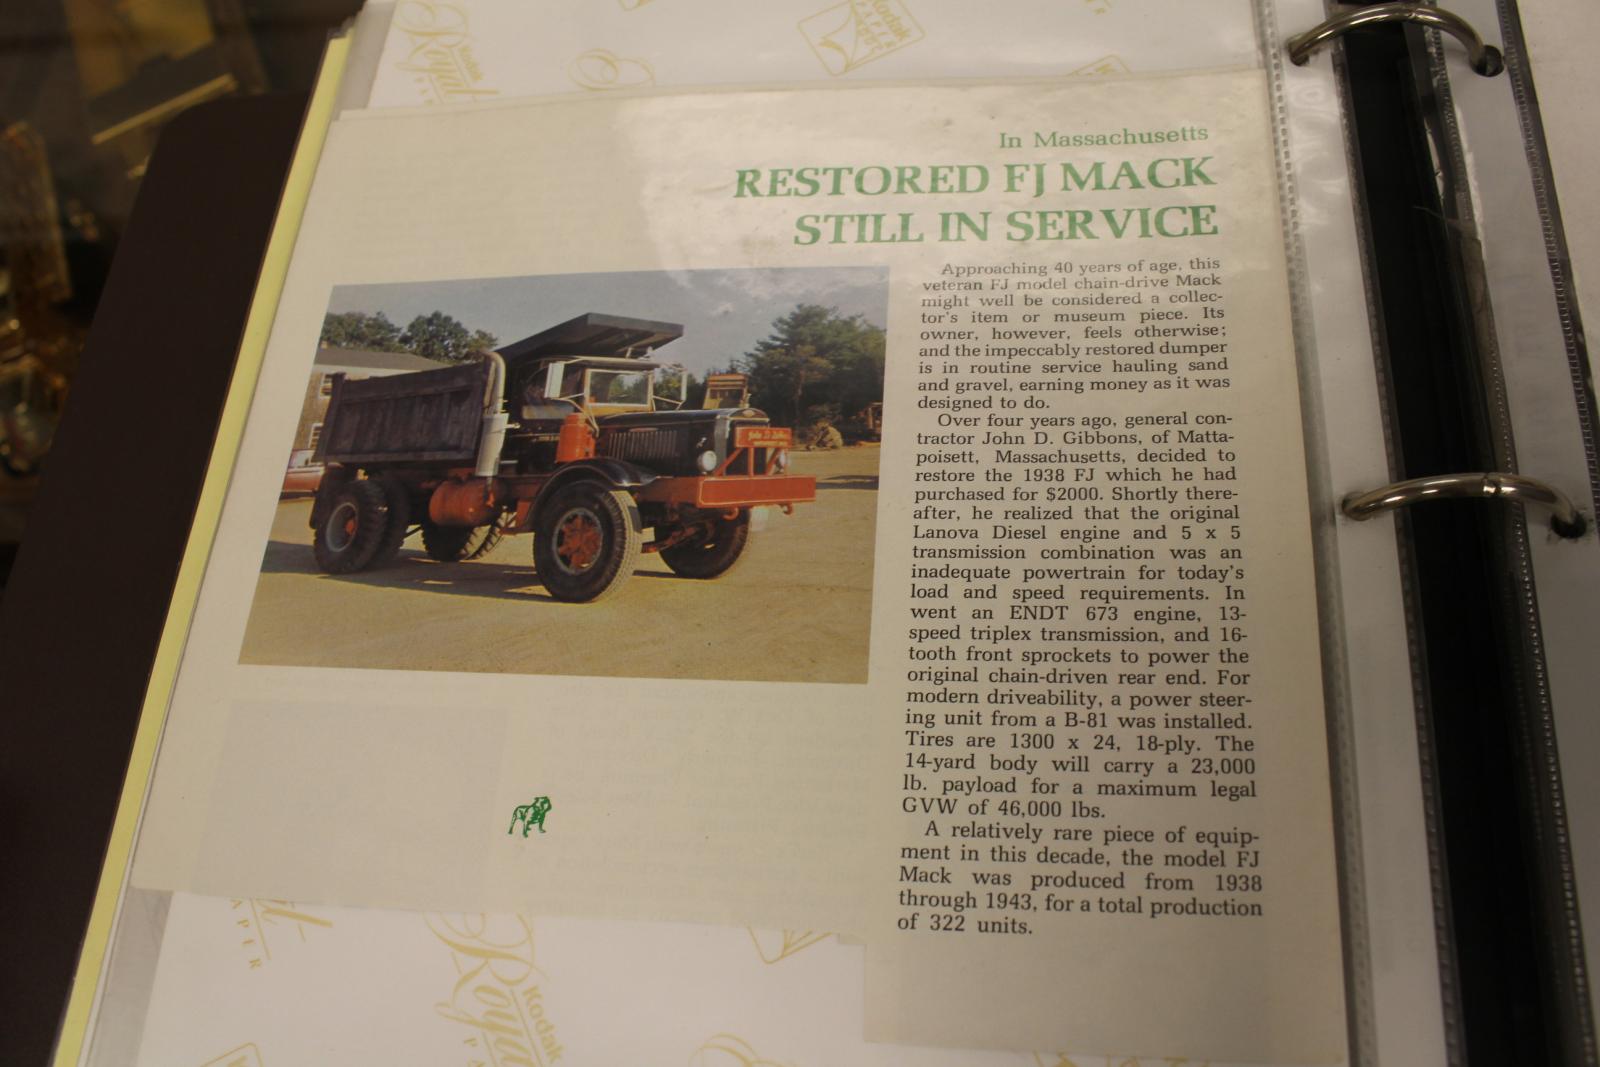 Kodak
Royal
PAPER
Kodak
In Massachusetts
RESTORED FJ MACK
STILL IN SERVICE
Approaching 40 years of age, this
veteran FJ model chain-drive Mack
might well be considered a collec-
tor's item or museum piece. Its
owner, however, feels otherwise;
and the impeccably restored dumper
is in routine service hauling sand
and gravel, earning money as it was
designed to do.
Over four years ago, general con-
tractor John D. Gibbons, of Matta-
poisett, Massachusetts, decided to
restore the 1938 FJ which he had
purchased for $2000. Shortly there-
after, he realized that the original
Lanova Diesel engine and 5 x 5
transmission combination was an
inadequate powertrain for today's
load and speed requirements. In
went an ENDT 673 engine, 13-
speed triplex transmission, and 16-
tooth front sprockets to power the
original chain-driven rear end. For
modern driveability, a power steer-
ing unit from a B-81 was installed.
Tires are 1300 x 24, 18-ply. The
14-yard body will carry a 23,000
lb. payload for a maximum legal
GVW of 46,000 lbs.
A relatively rare piece of equip-
ment in this decade, the model FJ
Mack was produced from 1938
through 1943, for a total production
of 322 units.
APER
Kodak
Royal